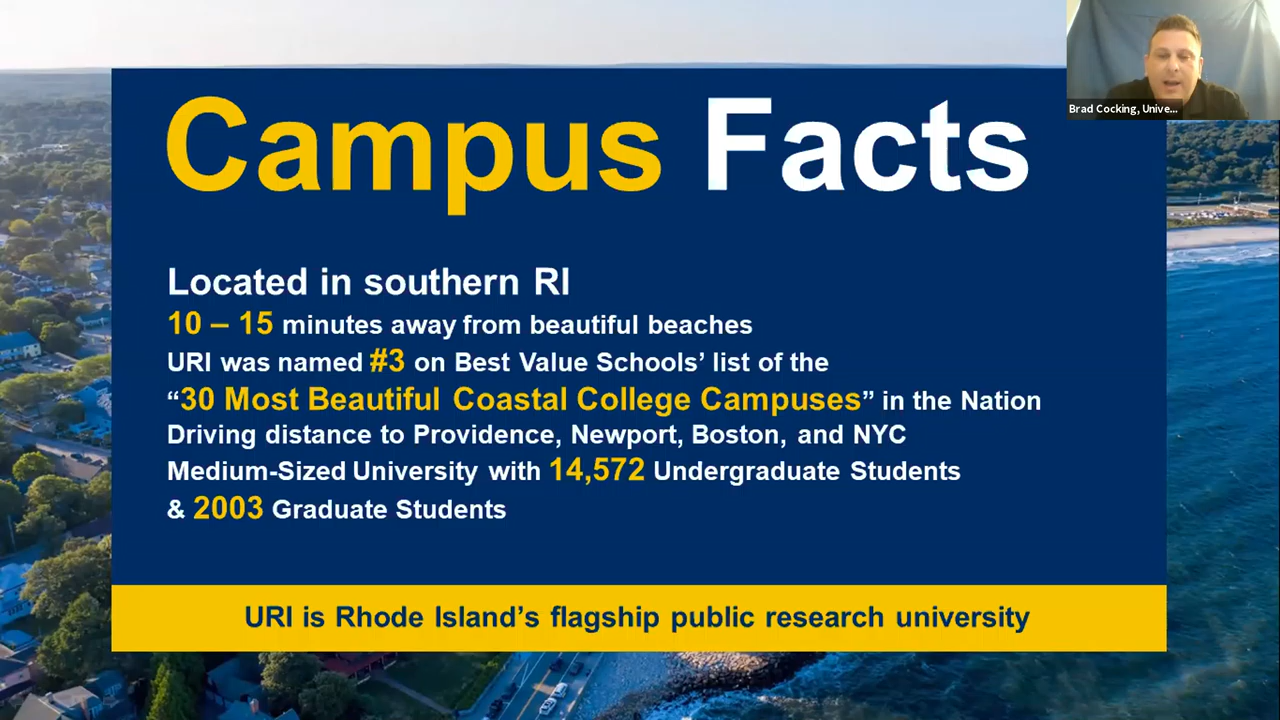 Campus Facts
Brad Cocking, Unive...
Located in southern RI
10 – 15 minutes away from beautiful beaches
URI was named #3 on Best Value Schools’ list of the
“30 Most Beautiful Coastal College Campuses” in the Nation
Driving distance to Providence, Newport, Boston, and NYC
Medium-Sized University with 14,572 Undergraduate Students
& 2003 Graduate Students
URI is Rhode Island’s flagship public research university